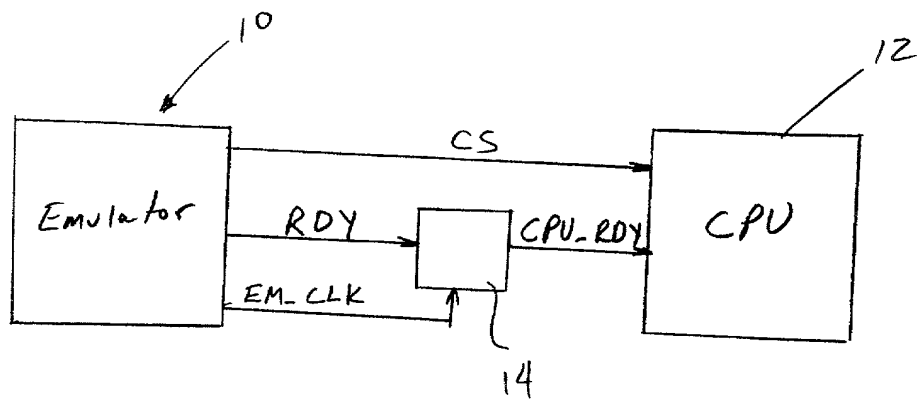 10
12
CS
Emulator
RDY
CPU_RDY
CPU
EM_CLK
14